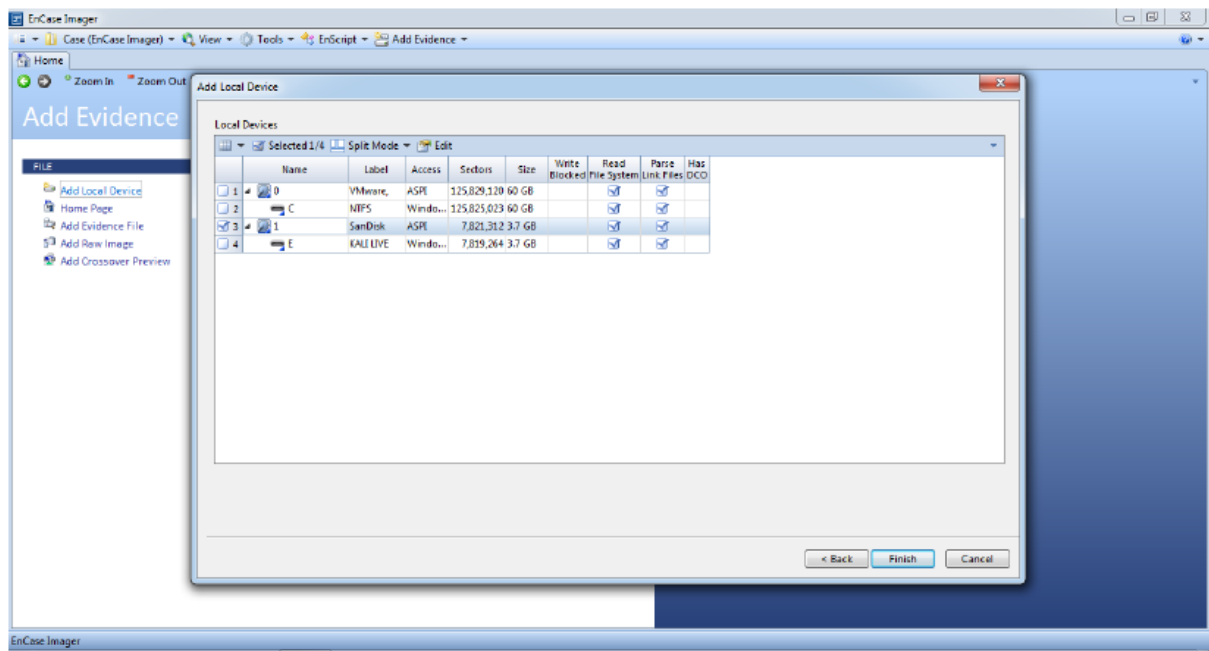 EnCase Imager
Case (EnCase Imager) View Tools EnScript Add Evidence
Home
Zoom In Zoom Out
Add Evidence
FILE
Add Local Device
Home Page
Add Evidence File
Add Raw Image
Add Crossover Preview
Add Local Device
Local Devices
Selected 1/4 Split Mode Edit
Name Label Access Sectors Size Write Blocked Read File System Parse Link Files Has DCO
1 0 VMware, ASPI 125,829,120 60 GB
2 C NTFS Windo... 125,825,023 60 GB
3 1 SanDisk ASPI 7,821,312 3.7 GB
4 E KALI LIVE Windo... 7,819,264 3.7 GB
< Back Finish Cancel
EnCase Imager